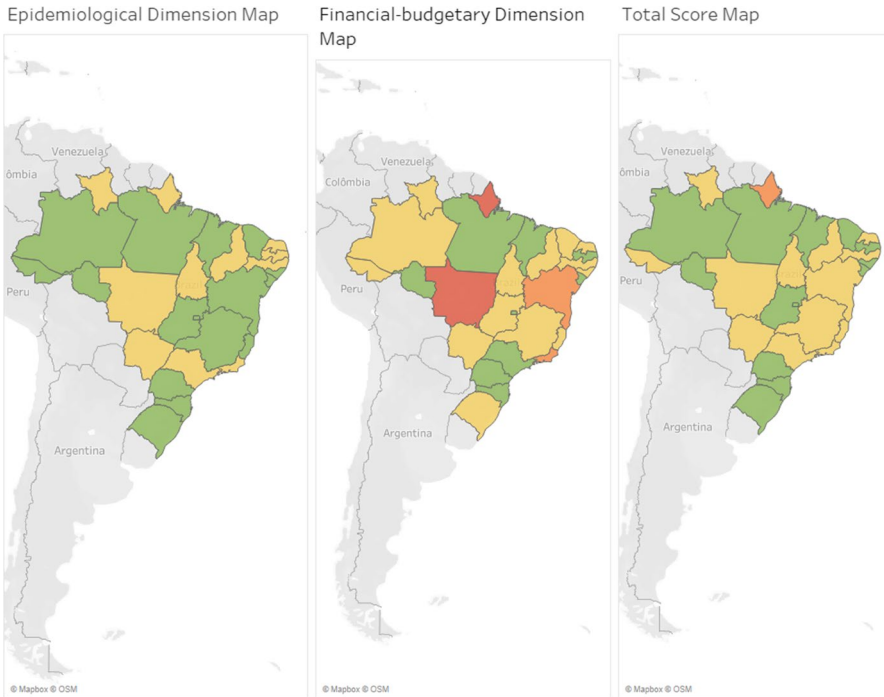 Epidemiological Dimension Map
Venezuela
ômbia
Peru
Argentina
© Mapbox © OSM
Financial-budgetary Dimension
Map
Venezuela
Colômbia
Peru
Argentina
© Mapbox © OSM
Total Score Map
Venezuela
ômbia
Peru
Argentina
© Mapbox © OSM